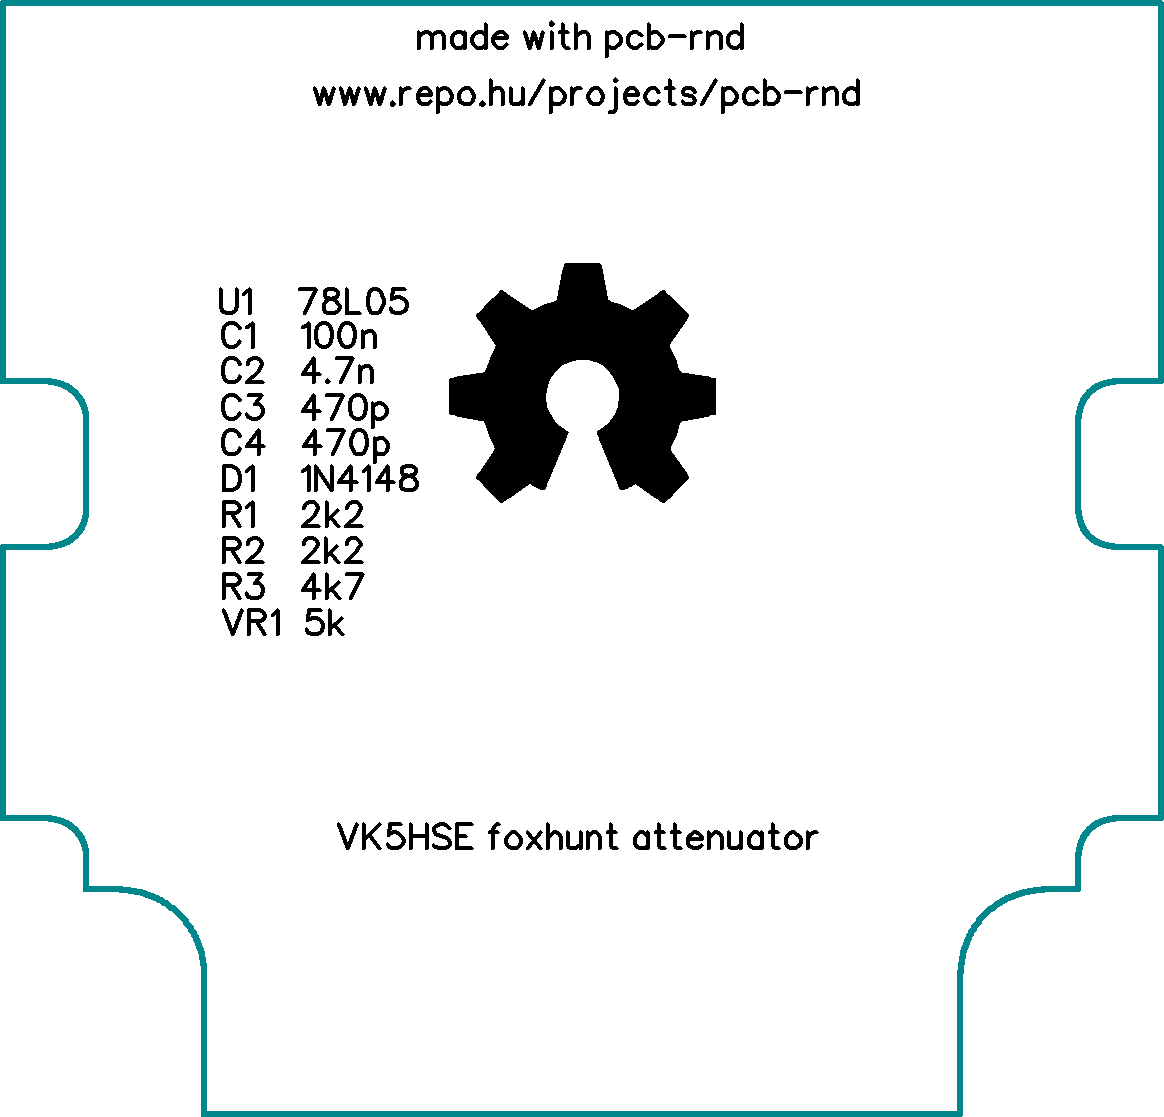 made with pcb-rnd
www.repo.hu/projects/pcb-rnd
U1 78L05
C1 100n
C2 4.7n
C3 470p
C4 470p
D1 1N4148
R1 2k2
R2 2k2
R3 4k7
VR1 5k
VK5HSE foxhunt attenuator